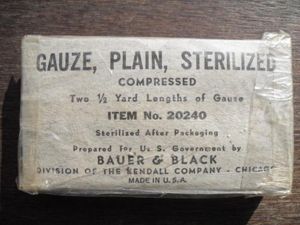 GAUZE, PLAIN, STERILIZED
COMPRESSED
Two ½ Yard Lengths of Gauze
ITEM No. 20240
Sterilized After Packaging
Prepared for U. S. Government by
BAUER & BLACK
DIVISION OF THE KENDALL COMPANY - CHICAGO
MADE IN U.S.A.